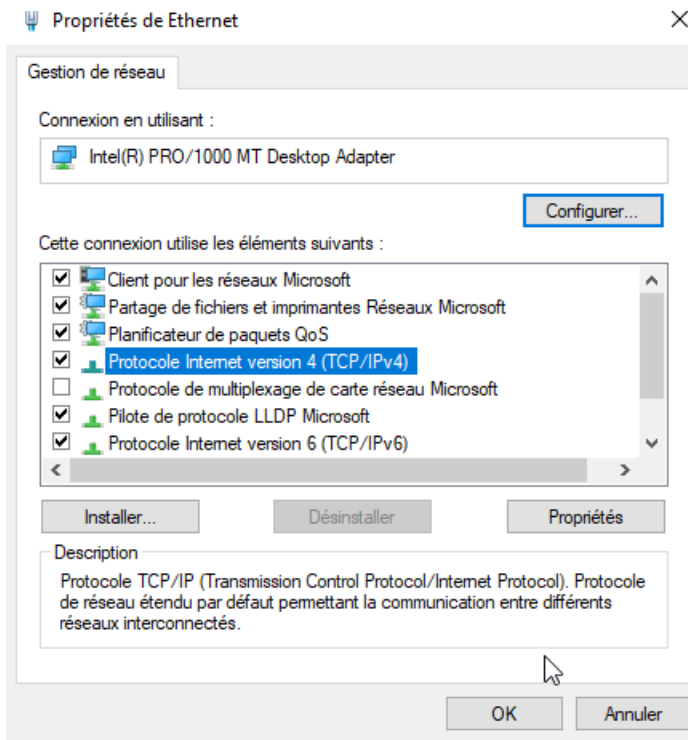 Propriétés de Ethernet
Gestion de réseau
Connexion en utilisant :
Intel(R) PRO/1000 MT Desktop Adapter
Configurer...
Cette connexion utilise les éléments suivants :
Client pour les réseaux Microsoft
Partage de fichiers et imprimantes Réseaux Microsoft
Planificateur de paquets QoS
Protocole Internet version 4 (TCP/IPv4)
Protocole de multiplexage de carte réseau Microsoft
Pilote de protocole LLDP Microsoft
Protocole Internet version 6 (TCP/IPv6)
Installer...
Désinstaller
Propriétés
Description
Protocole TCP/IP (Transmission Control Protocol/Internet Protocol). Protocole
de réseau étendu par défaut permettant la communication entre différents
réseaux interconnectés.
OK
Annuler